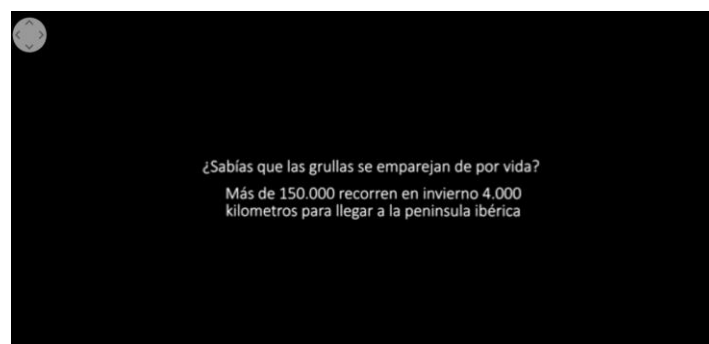 ¿Sabías que las grullas se emparejan de por vida?
Más de 150.000 recorren en invierno 4.000
kilometros para llegar a la peninsula ibérica